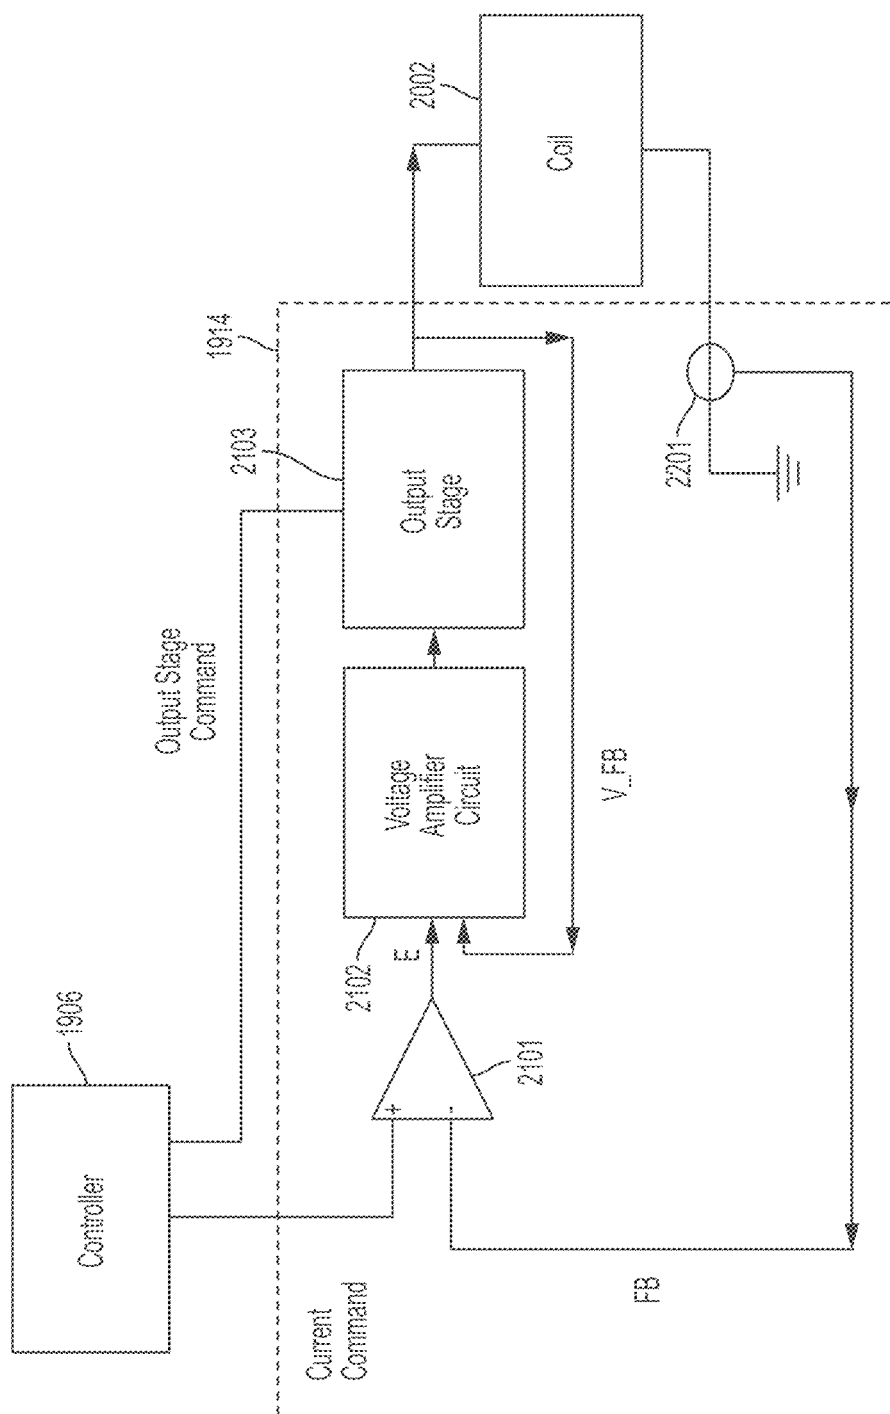 Controller
1906
Current
Command
Output Stage
Command
1914
+
-
2101
E
2102
Voltage
Amplifier
Circuit
2103
Output
Stage
2002
Coil
V_FB
2201
FB